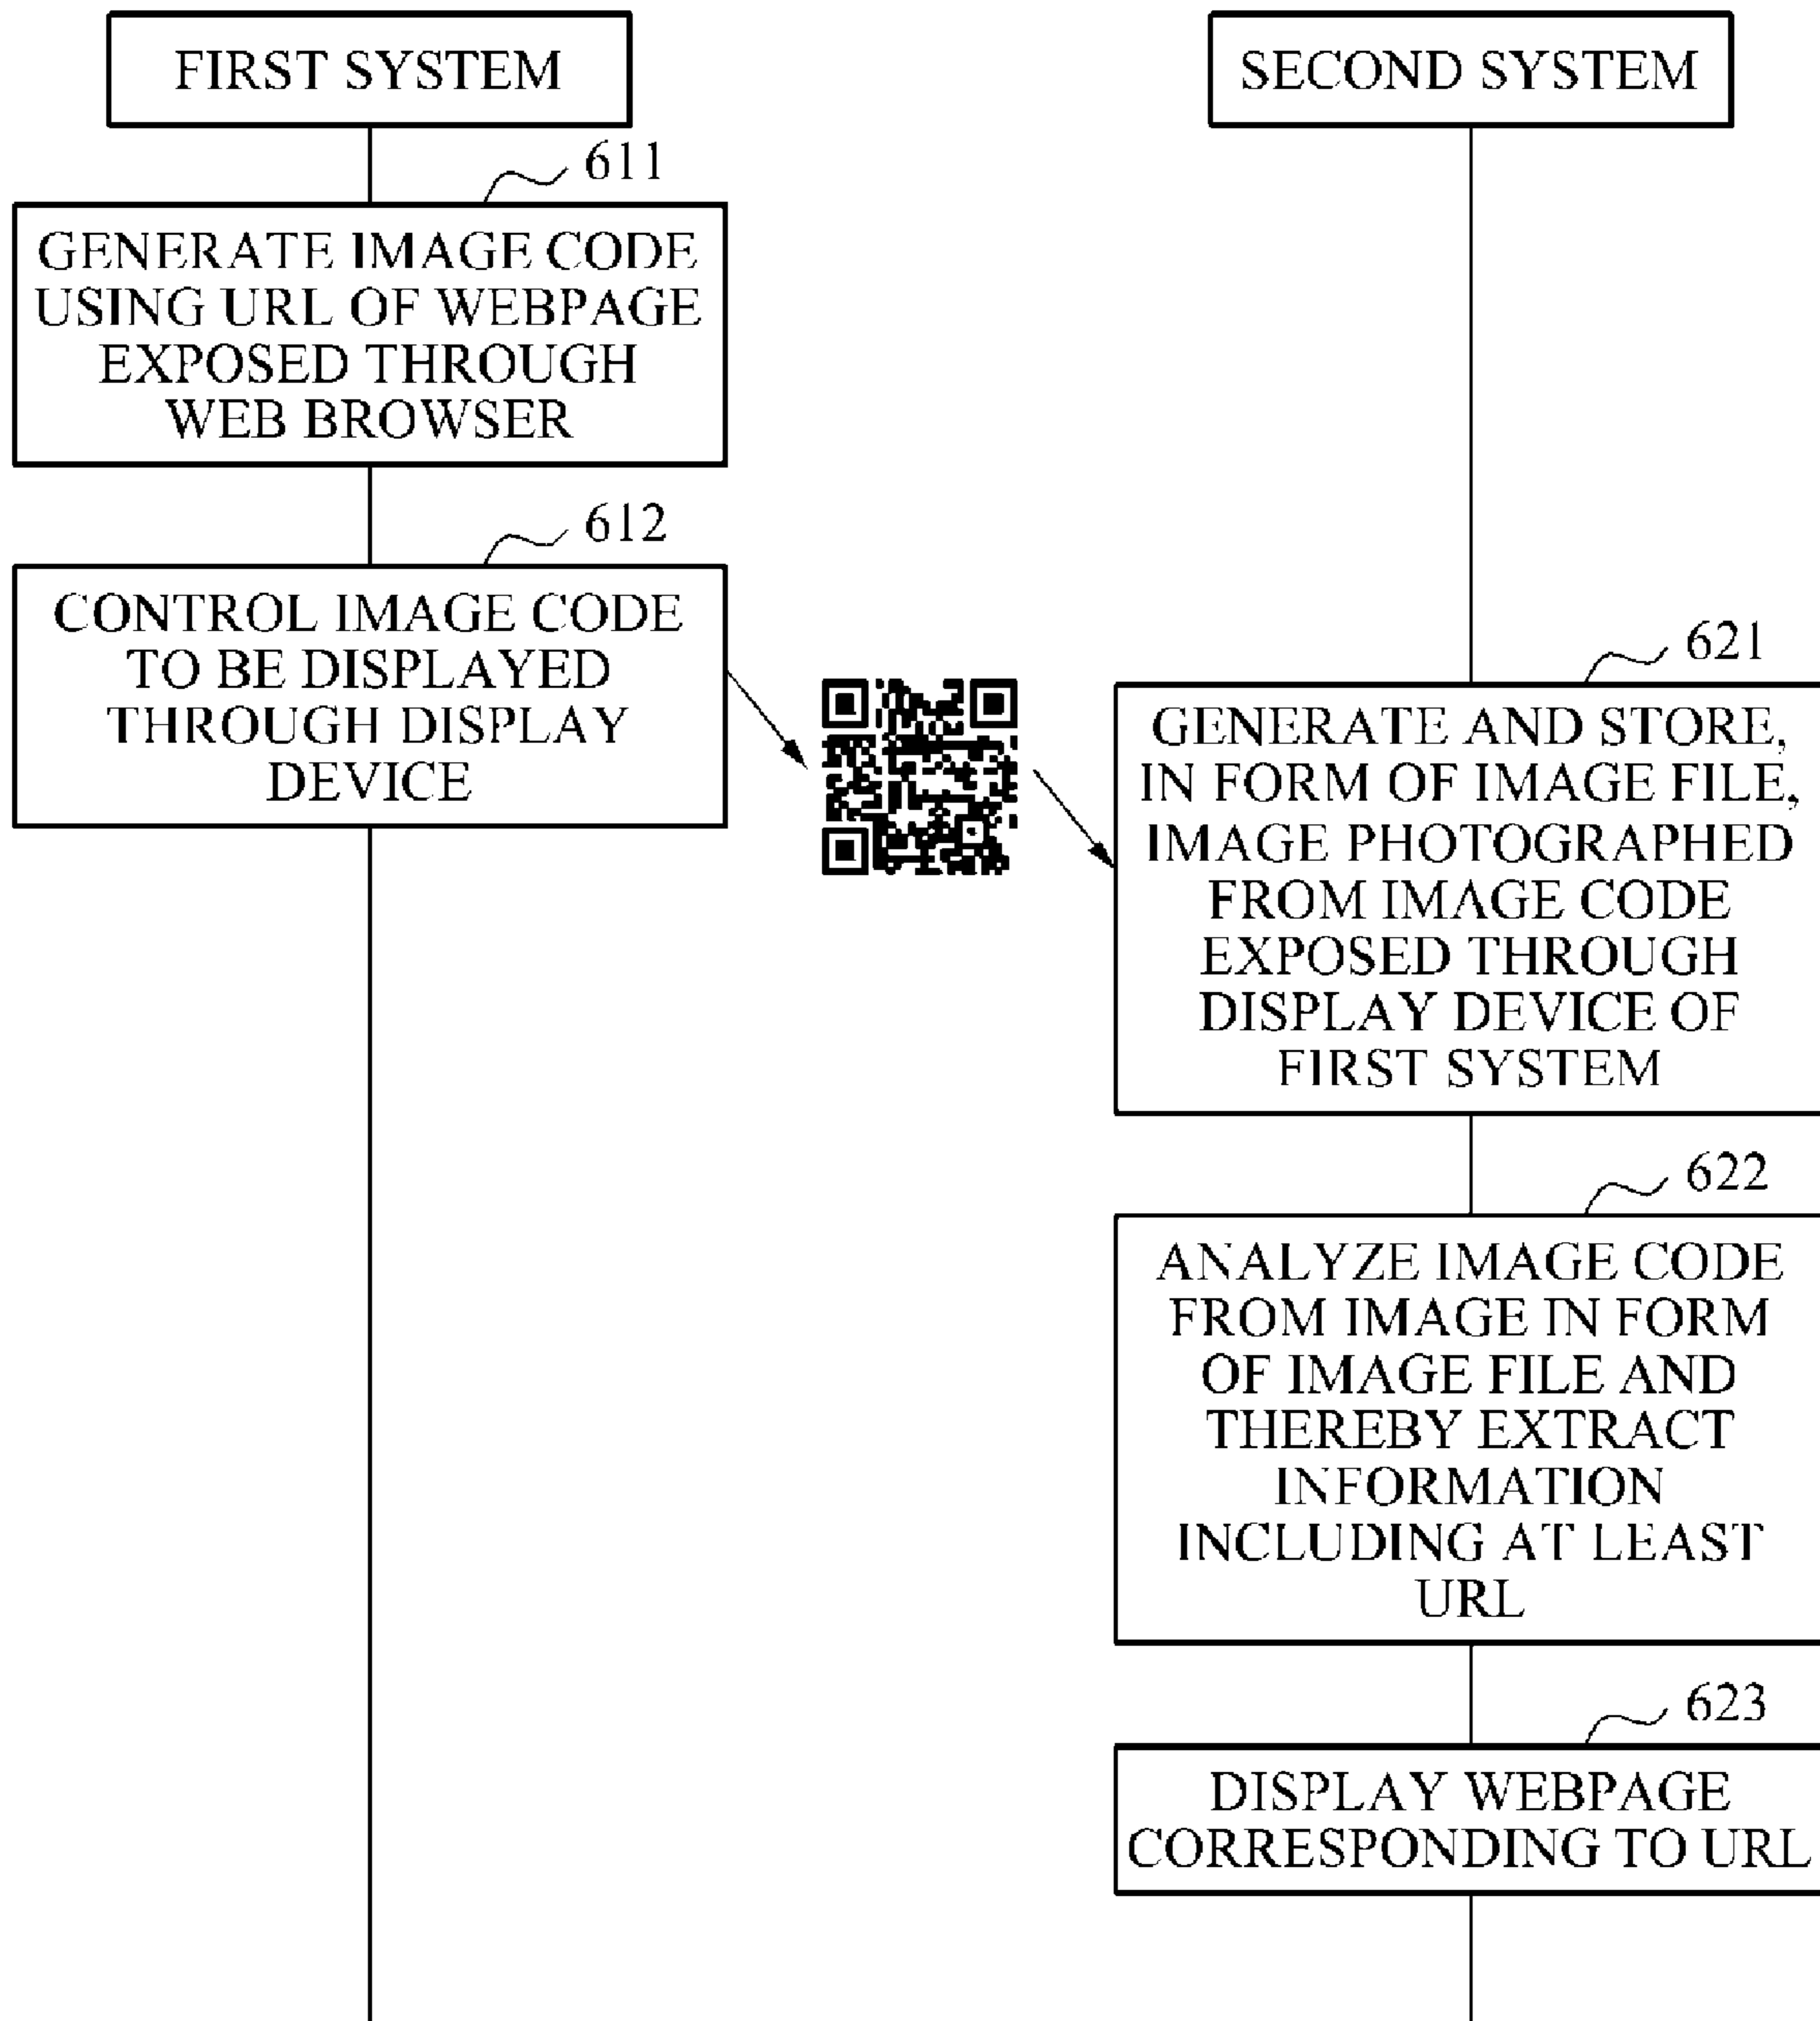 FIRST SYSTEM
SECOND SYSTEM
611
GENERATE IMAGE CODE
USING URL OF WEBPAGE
EXPOSED THROUGH
WEB BROWSER
612
CONTROL IMAGE CODE
TO BE DISPLAYED
THROUGH DISPLAY
DEVICE
621
GENERATE AND STORE,
IN FORM OF IMAGE FILE,
IMAGE PHOTOGRAPHED
FROM IMAGE CODE
EXPOSED THROUGH
DISPLAY DEVICE OF
FIRST SYSTEM
622
ANALYZE IMAGE CODE
FROM IMAGE IN FORM
OF IMAGE FILE AND
THEREBY EXTRACT
INFORMATION
INCLUDING AT LEAST
URL
623
DISPLAY WEBPAGE
CORRESPONDING TO URL